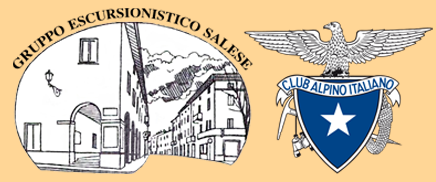 GRUPPO ESCURSIONISTICO SALESE
CLUB ALPINO ITALIANO